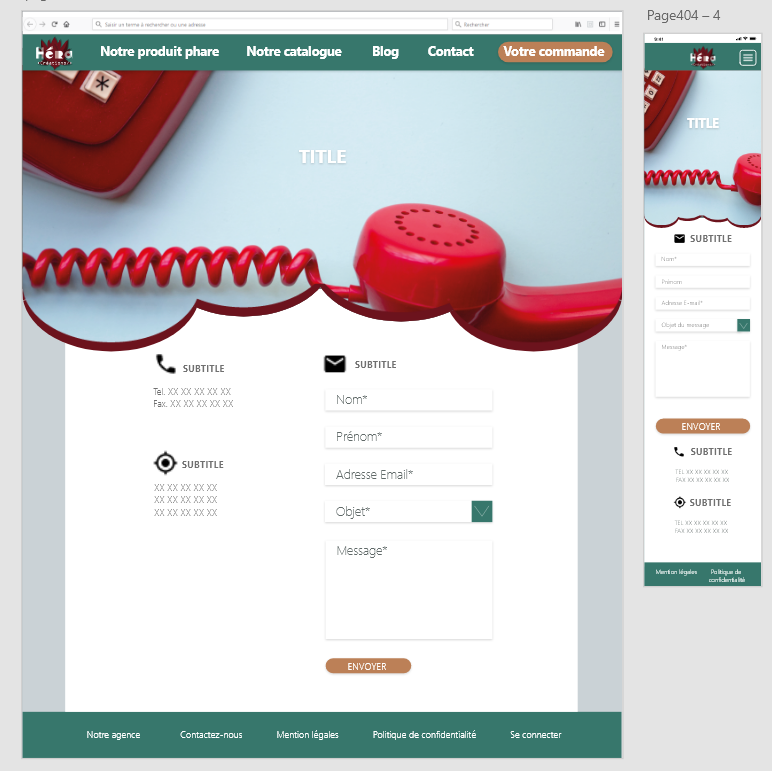 Page404 – 4
Saisir un terme à rechercher ou une adresse
Rechercher
Héra
Créations
Notre produit phare
Notre catalogue
Blog
Contact
Votre commande
TITLE
SUBTITLE
Tel. XX XX XX XX XX
Fax. XX XX XX XX XX
SUBTITLE
XX XX XX XX XX
XX XX XX XX XX
XX XX XX XX XX
SUBTITLE
Nom*
Prénom*
Adresse Email*
Objet*
Message*
ENVOYER
Notre agence
Contactez-nous
Mention légales
Politique de confidentialité
Se connecter
9:41
Héra
TITLE
SUBTITLE
Nom*
Prénom
Adresse E-mail*
Objet du message
Message*
ENVOYER
SUBTITLE
TEL XX XX XX XX XX
FAX XX XX XX XX XX
SUBTITLE
TEL XX XX XX XX XX
FAX XX XX XX XX XX
Mention légales
Politique de
confidentialité